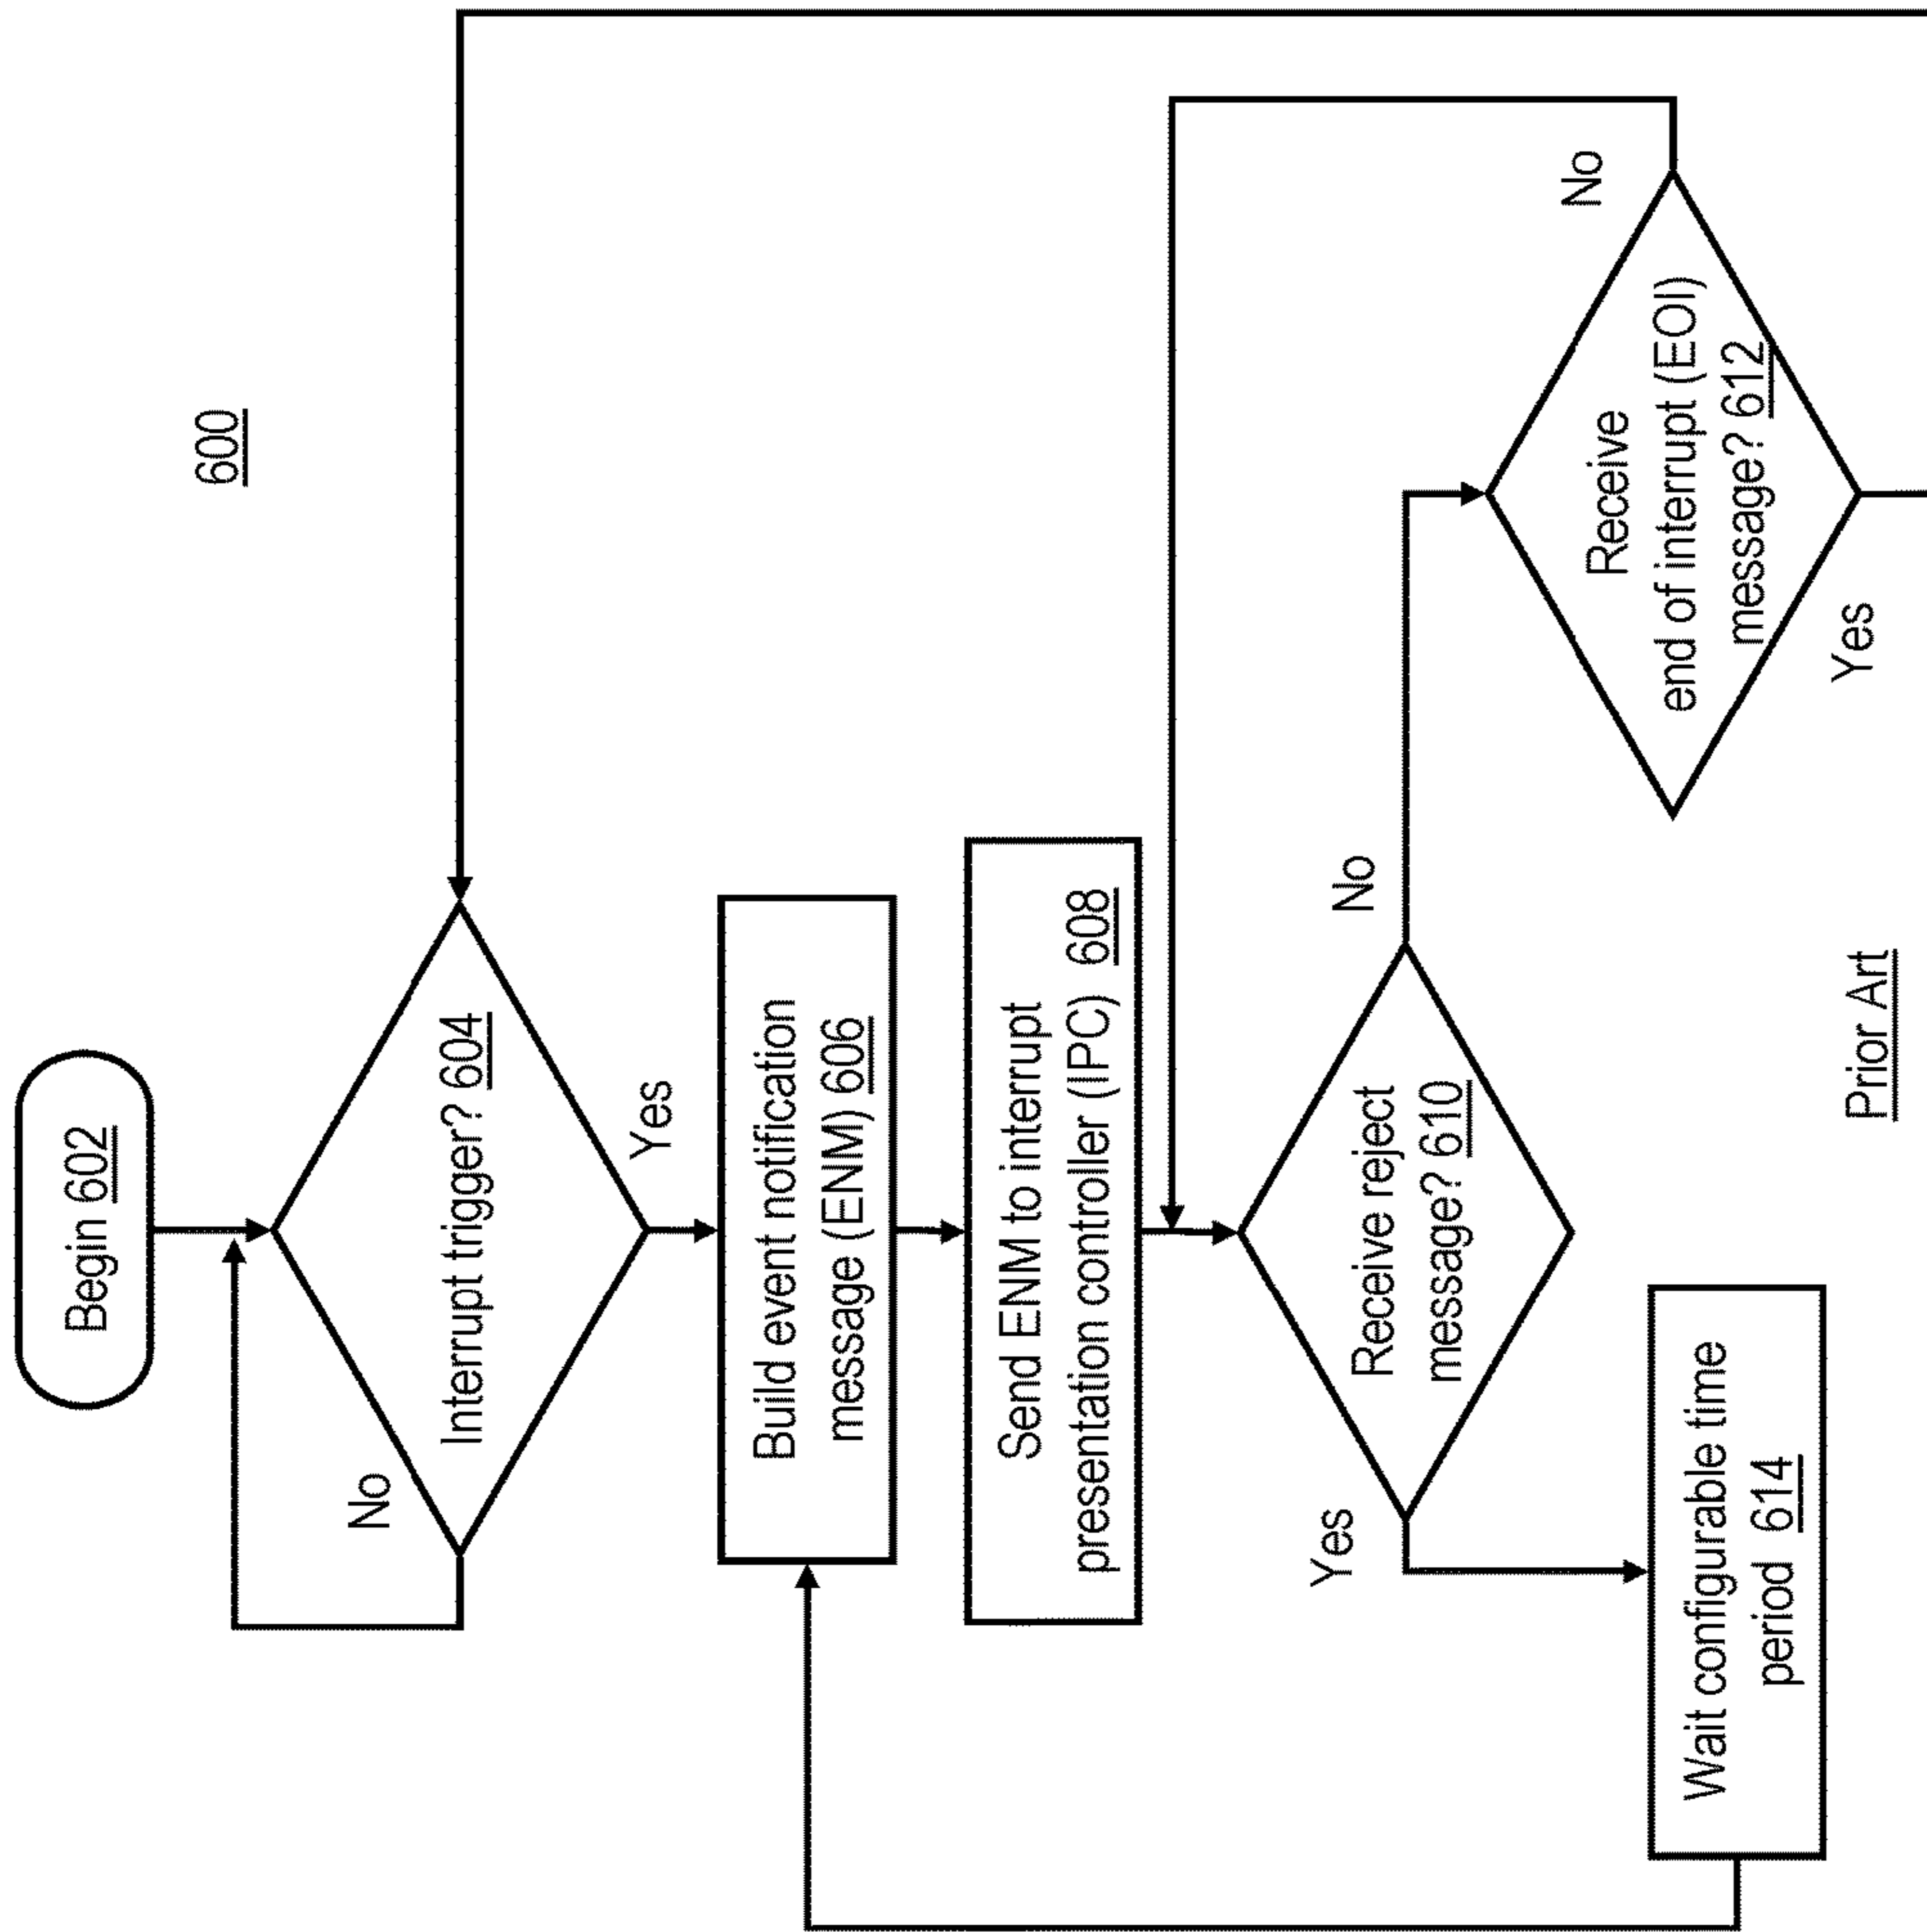 600
Begin 602
Interrupt trigger? 604
No
Yes
Build event notification
message (ENM) 606
Send ENM to interrupt
presentation controller (IPC) 608
Receive reject
message? 610
Yes
No
Receive
end of interrupt (EOI)
message? 612
No
Yes
Wait configurable time
period 614
Prior Art